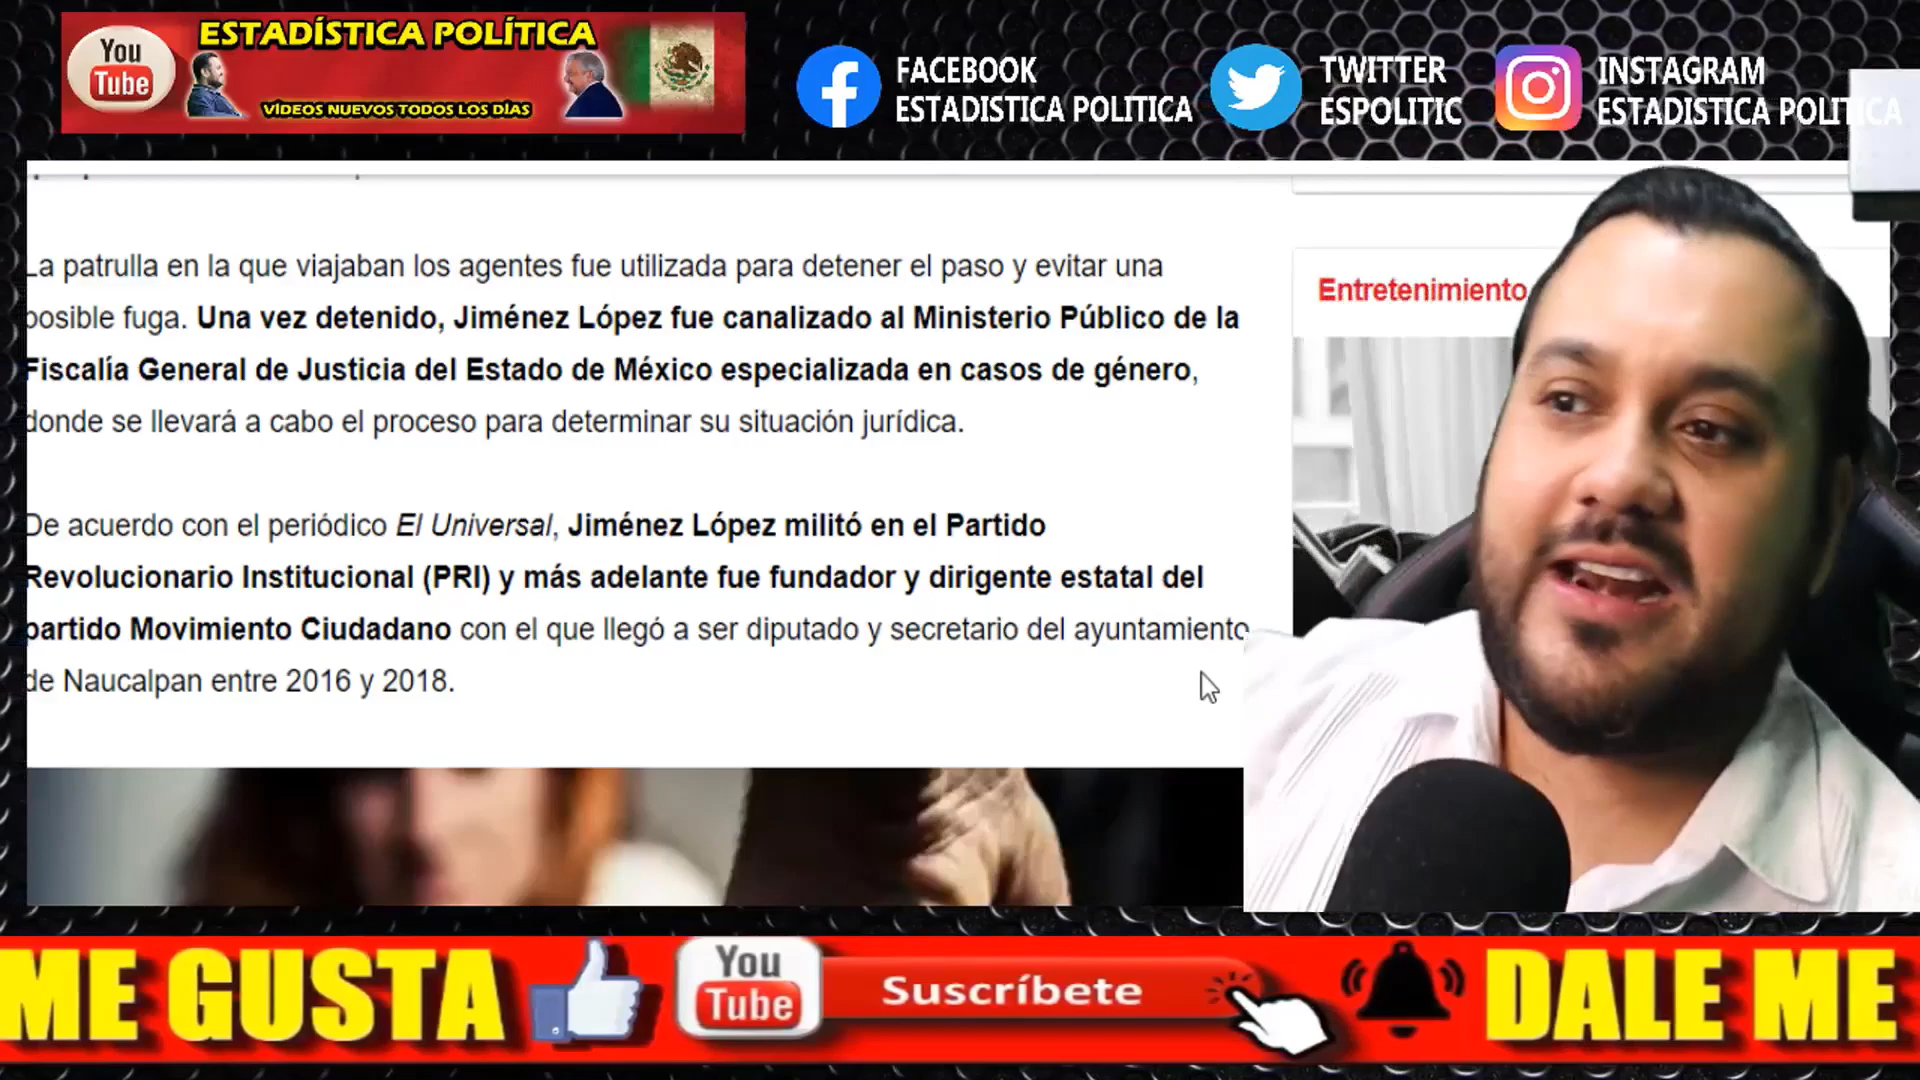 You
Tube
ESTADÍSTICA POLÍTICA
VÍDEOS NUEVOS TODOS LOS DÍAS
FACEBOOK
ESTADISTICA POLITICA
TWITTER
ESPOLITIC
INSTAGRAM
ESTADISTICA POLITICA
La patrulla en la que viajaban los agentes fue utilizada para detener el paso y evitar una
posible fuga. Una vez detenido, Jiménez López fue canalizado al Ministerio Público de la
Fiscalía General de Justicia del Estado de México especializada en casos de género,
donde se llevará a cabo el proceso para determinar su situación jurídica.
De acuerdo con el periódico El Universal, Jiménez López militó en el Partido
Revolucionario Institucional (PRI) y más adelante fue fundador y dirigente estatal del
partido Movimiento Ciudadano con el que llegó a ser diputado y secretario del ayuntamiento
de Naucalpan entre 2016 y 2018.
Entretenimiento
ME GUSTA
You
Tube
Suscríbete
DALE ME